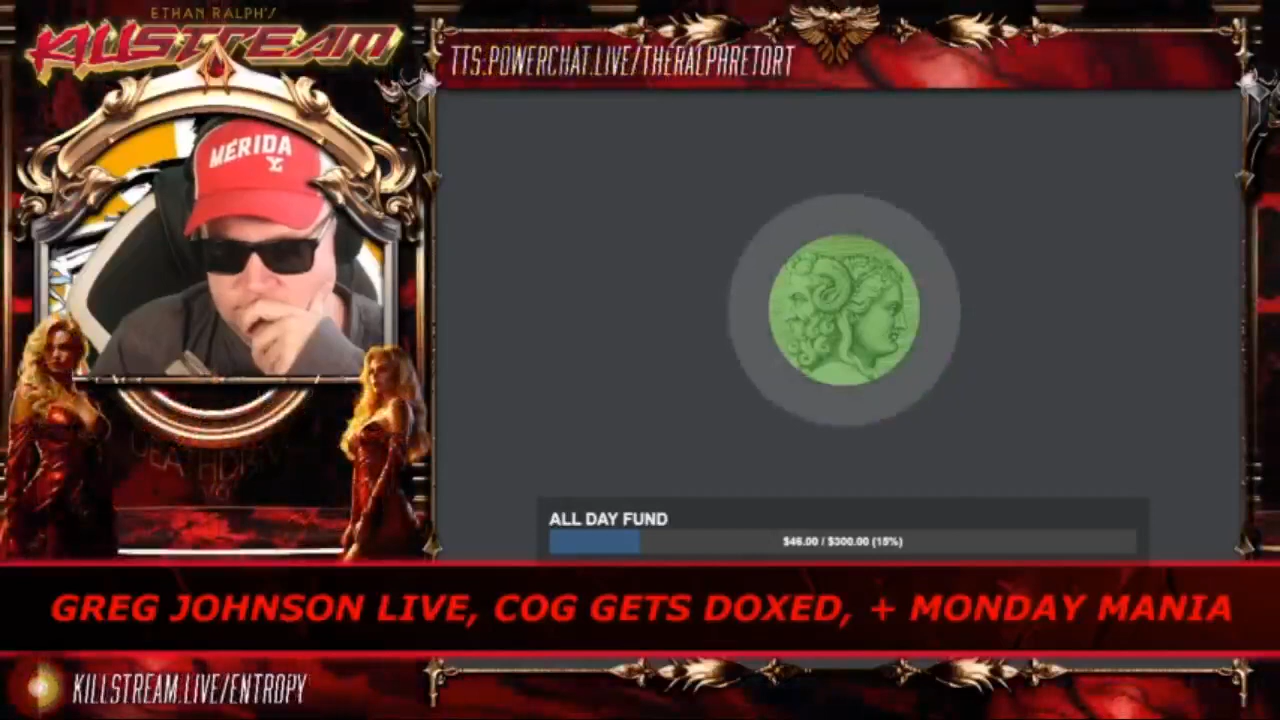 ETHAN RALPH'S
KILLSTREAM
TTS.POWERCHAT.LIVE/THERALPHRETORT
MERIDA
Y
ALL DAY FUND
$46.00 / $300.00 (15%)
GREG JOHNSON LIVE, COG GETS DOXED, + MONDAY MANIA
KILLSTREAM.LIVE/ENTROPY